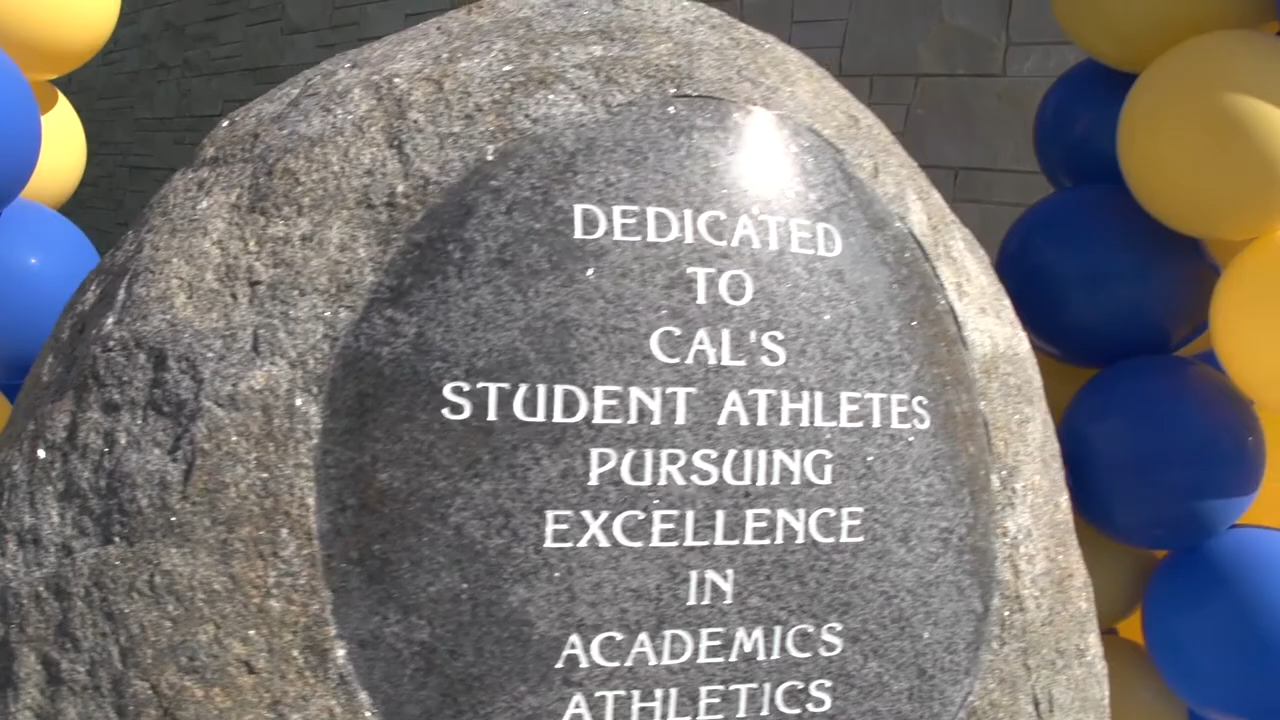 DEDICATED
TO
CAL'S
STUDENT ATHLETES
PURSUING
EXCELLENCE
IN
ACADEMICS
ATHLETICS